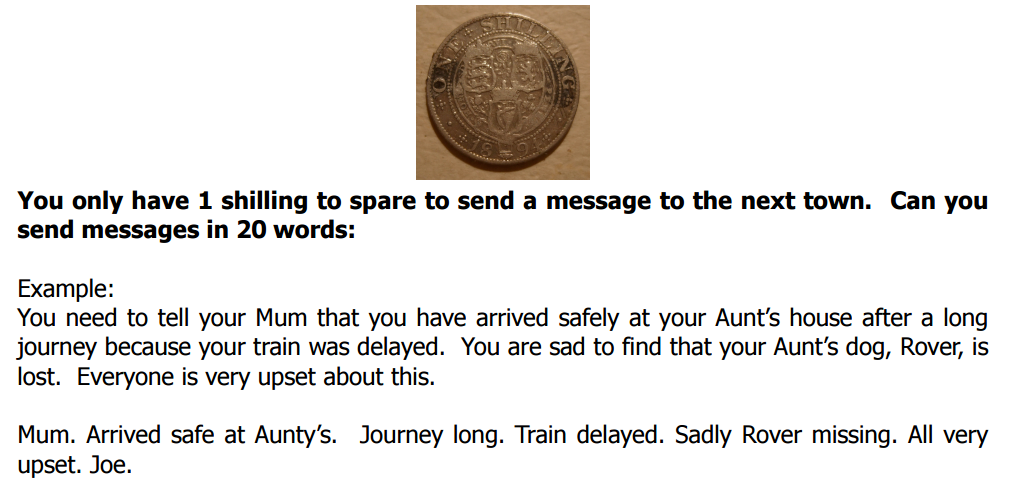 ONE SHILLING
You only have 1 shilling to spare to send a message to the next town.  Can you
send messages in 20 words:
Example:
You need to tell your Mum that you have arrived safely at your Aunt’s house after a long
journey because your train was delayed.  You are sad to find that your Aunt’s dog, Rover, is
lost.  Everyone is very upset about this.
Mum. Arrived safe at Aunty’s.   Journey long. Train delayed. Sadly Rover missing. All very
upset. Joe.